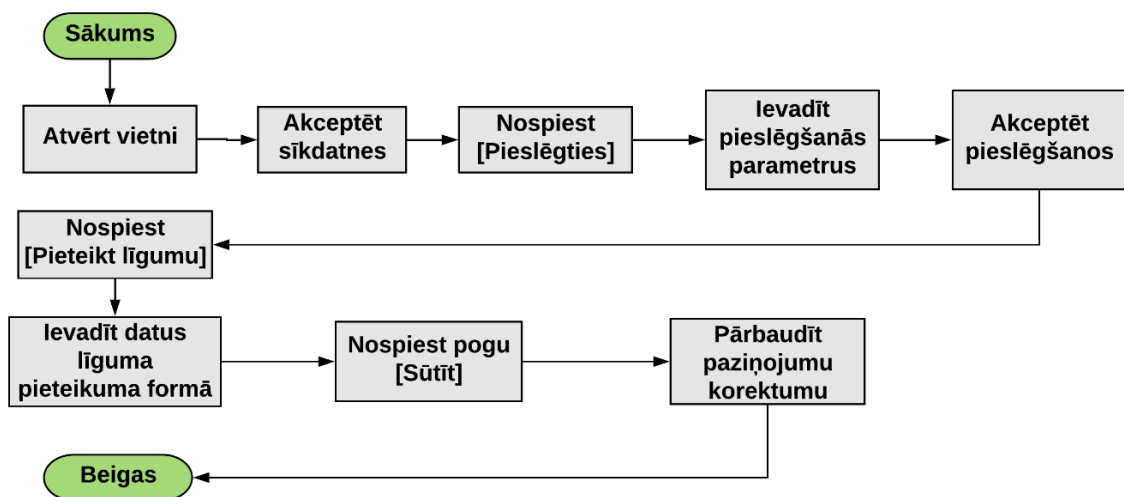 Sākums
Atvērt vietni
Akceptēt
sīkdatnes
Nospiest
[Pieslēgties]
Ievadīt
pieslēgšanās
parametrus
Akceptēt
pieslēgšanos
Nospiest
[Pieteikt līgumu]
Ievadīt datus
līguma
pieteikuma formā
Nospiest pogu
[Sūtīt]
Pārbaudīt
paziņojumu
korektumu
Beigas